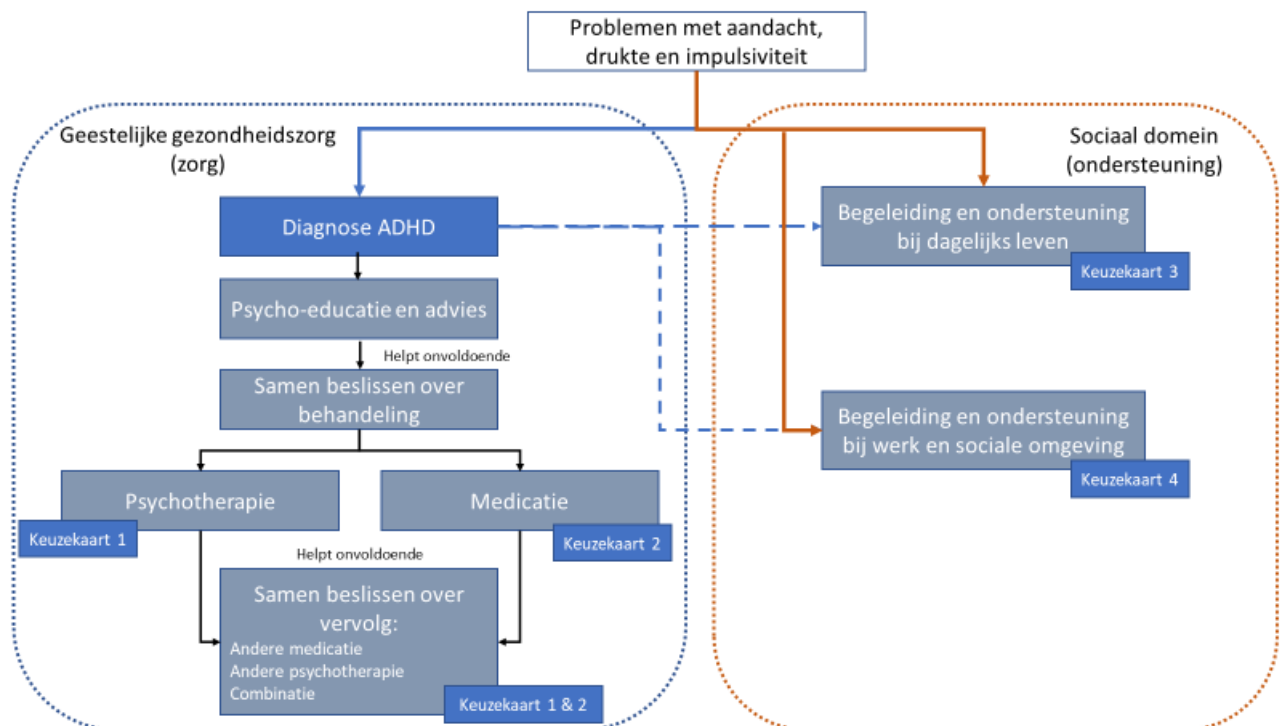 Problemen met aandacht,
drukte en impulsiviteit
Geestelijke gezondheidszorg
(zorg)
Sociaal domein
(ondersteuning)
Diagnose ADHD
Begeleiding en ondersteuning
bij dagelijks leven
Keuzekaart 3
Psycho-educatie en advies
Helpt onvoldoende
Samen beslissen over
behandeling
Begeleiding en ondersteuning
bij werk en sociale omgeving
Keuzekaart 4
Psychotherapie
Keuzekaart 1
Medicatie
Keuzekaart 2
Helpt onvoldoende
Samen beslissen over
vervolg:
Andere medicatie
Andere psychotherapie
Combinatie
Keuzekaart 1 & 2